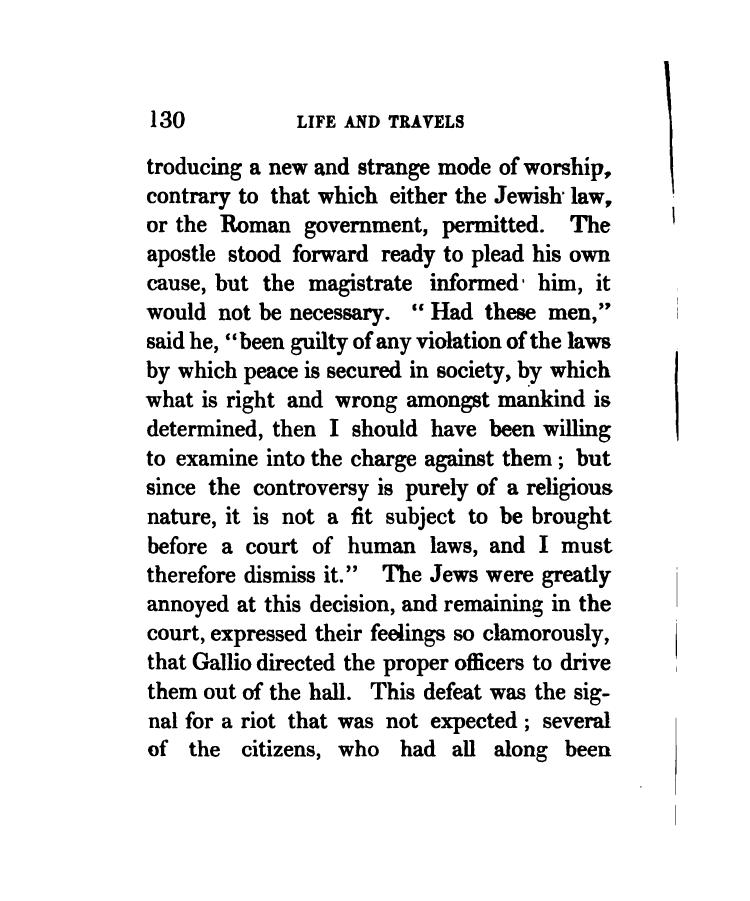 130 LIFE AND TRAVELS
troducing a new and strange mode of worship,
contrary to that which either the Jewish law,
or the Roman government, permitted. The
apostle stood forward ready to plead his own
cause, but the magistrate informed him, it
would not be necessary. “ Had these men,”
said he, “been guilty of any violation of the laws
by which peace is secured in society, by which
what is right and wrong amongst mankind is
determined, then I should have been willing
to examine into the charge against them ; but
since the controversy is purely of a religious
nature, it is not a fit subject to be brought
before a court of human laws, and I must
therefore dismiss it.” The Jews were greatly
annoyed at this decision, and remaining in the
court, expressed their feelings so clamorously,
that Gallio directed the proper officers to drive
them out of the hall. This defeat was the sig-
nal for a riot that was not expected ; several
of the citizens, who had all along been